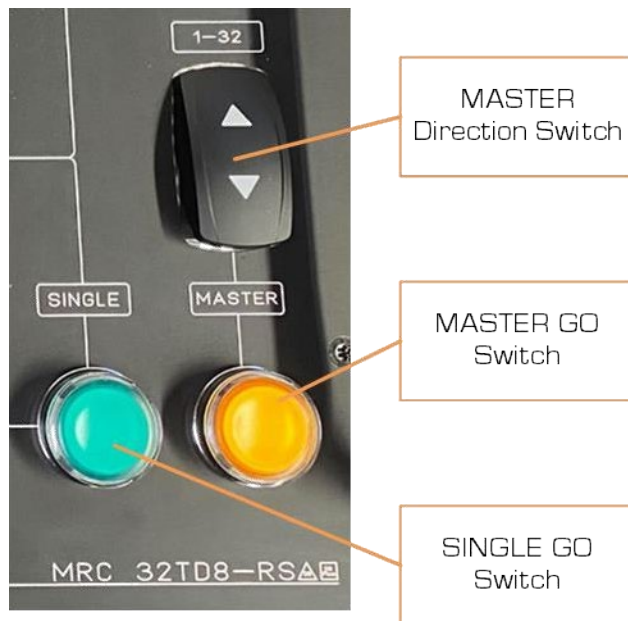 1-32
MASTER
Direction Switch
SINGLE
MASTER
MASTER GO
Switch
MRC 32TD8-RS
SINGLE GO
Switch